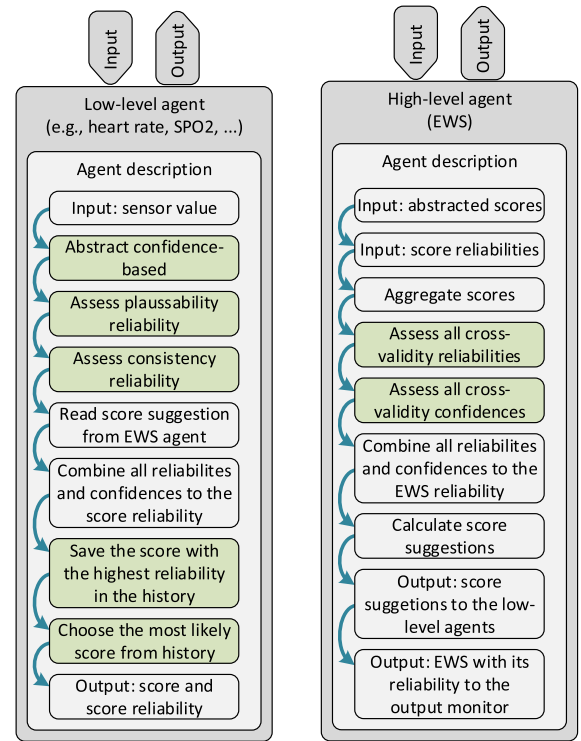 Input
Output
Low-level agent
(e.g., heart rate, SPO2, ...)
Agent description
Input: sensor value
Abstract confidence-
based
Assess plaussability
reliability
Assess consistency
reliability
Read score suggestion
from EWS agent
Combine all reliabilites
and confidences to the
score reliability
Save the score with
the highest reliability
in the history
Choose the most likely
score from history
Output: score and
score reliability
Input
Output
High-level agent
(EWS)
Agent description
Input: abstracted scores
Input: score reliabilities
Aggregate scores
Assess all cross-
validity reliabilities
Assess all cross-
validity confidences
Combine all reliabilites
and confidences to the
EWS reliability
Calculate score
suggestions
Output: score
suggetions to the low-
level agents
Output: EWS with its
reliability to the
output monitor